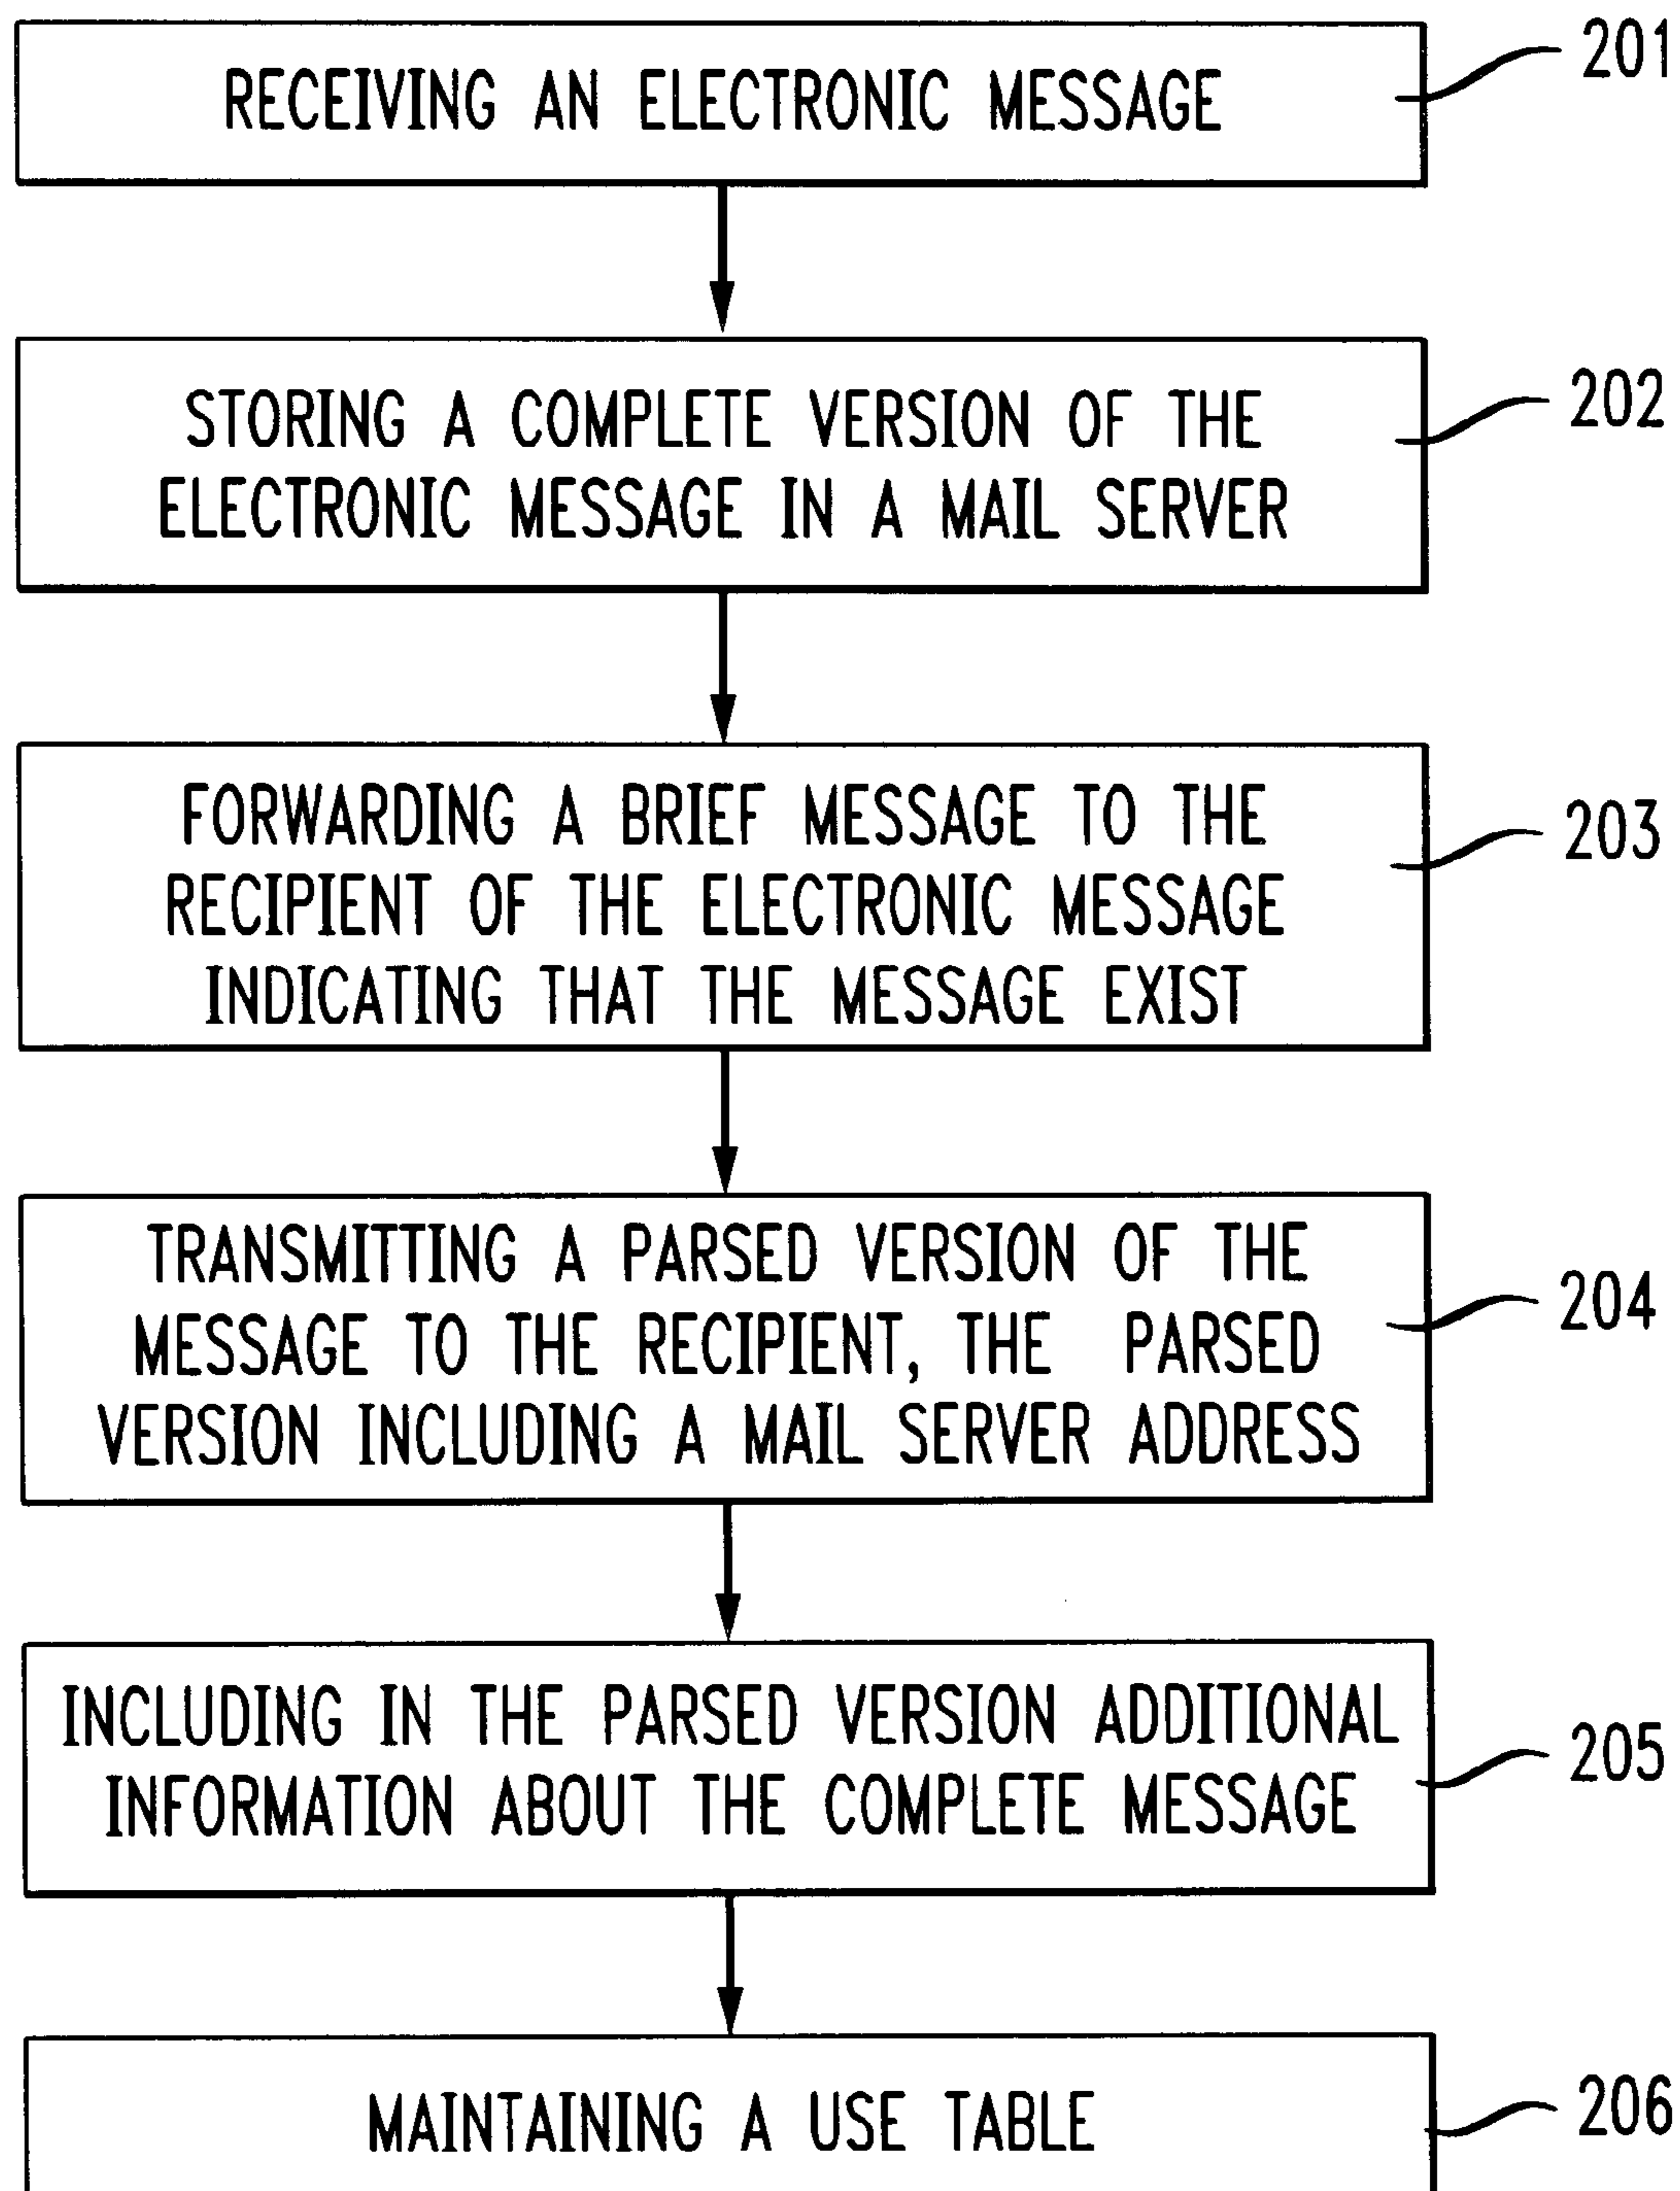 RECEIVING AN ELECTRONIC MESSAGE
201
STORING A COMPLETE VERSION OF THE
ELECTRONIC MESSAGE IN A MAIL SERVER
202
FORWARDING A BRIEF MESSAGE TO THE
RECIPIENT OF THE ELECTRONIC MESSAGE
INDICATING THAT THE MESSAGE EXIST
203
TRANSMITTING A PARSED VERSION OF THE
MESSAGE TO THE RECIPIENT, THE PARSED
VERSION INCLUDING A MAIL SERVER ADDRESS
204
INCLUDING IN THE PARSED VERSION ADDITIONAL
INFORMATION ABOUT THE COMPLETE MESSAGE
205
MAINTAINING A USE TABLE
206